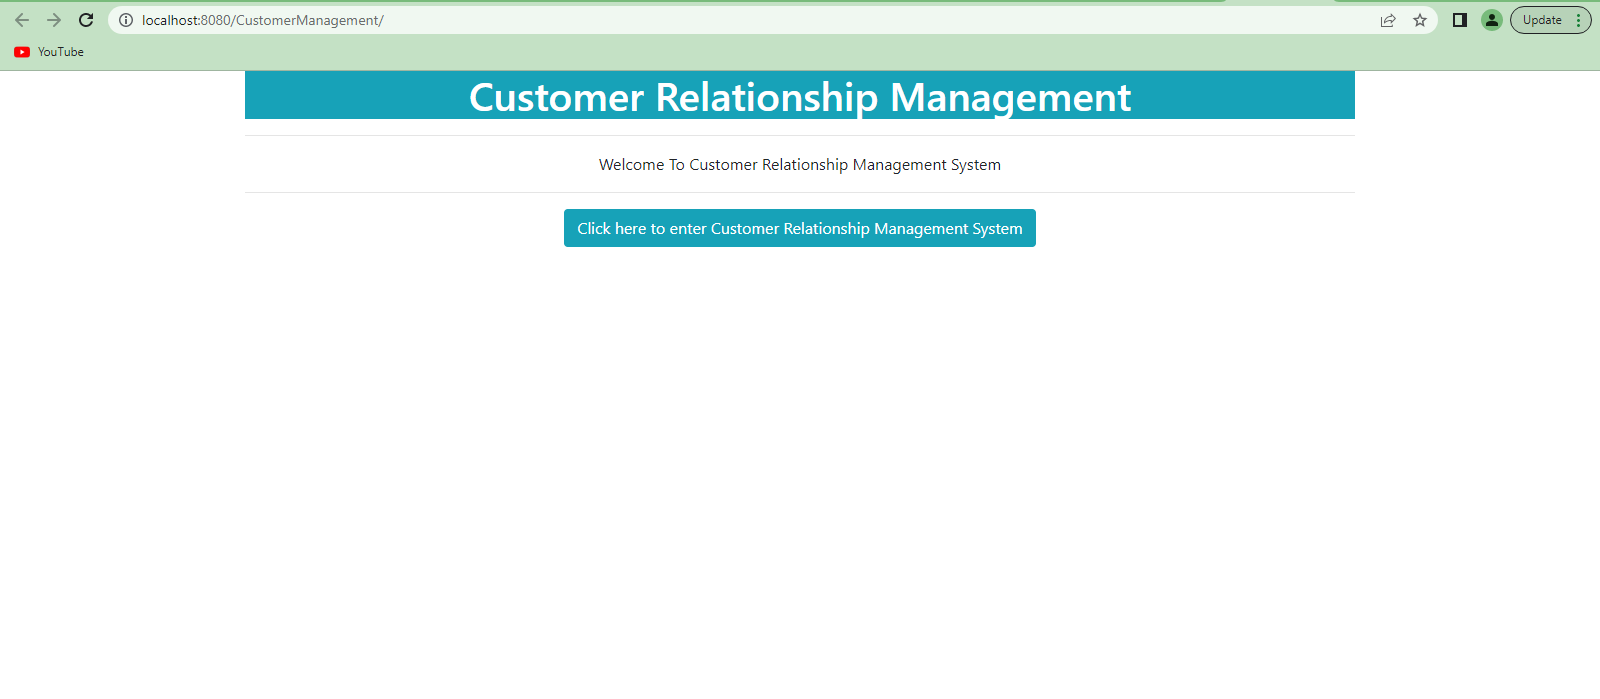 localhost:8080/CustomerManagement/
Update
YouTube
Customer Relationship Management
Welcome To Customer Relationship Management System
Click here to enter Customer Relationship Management System